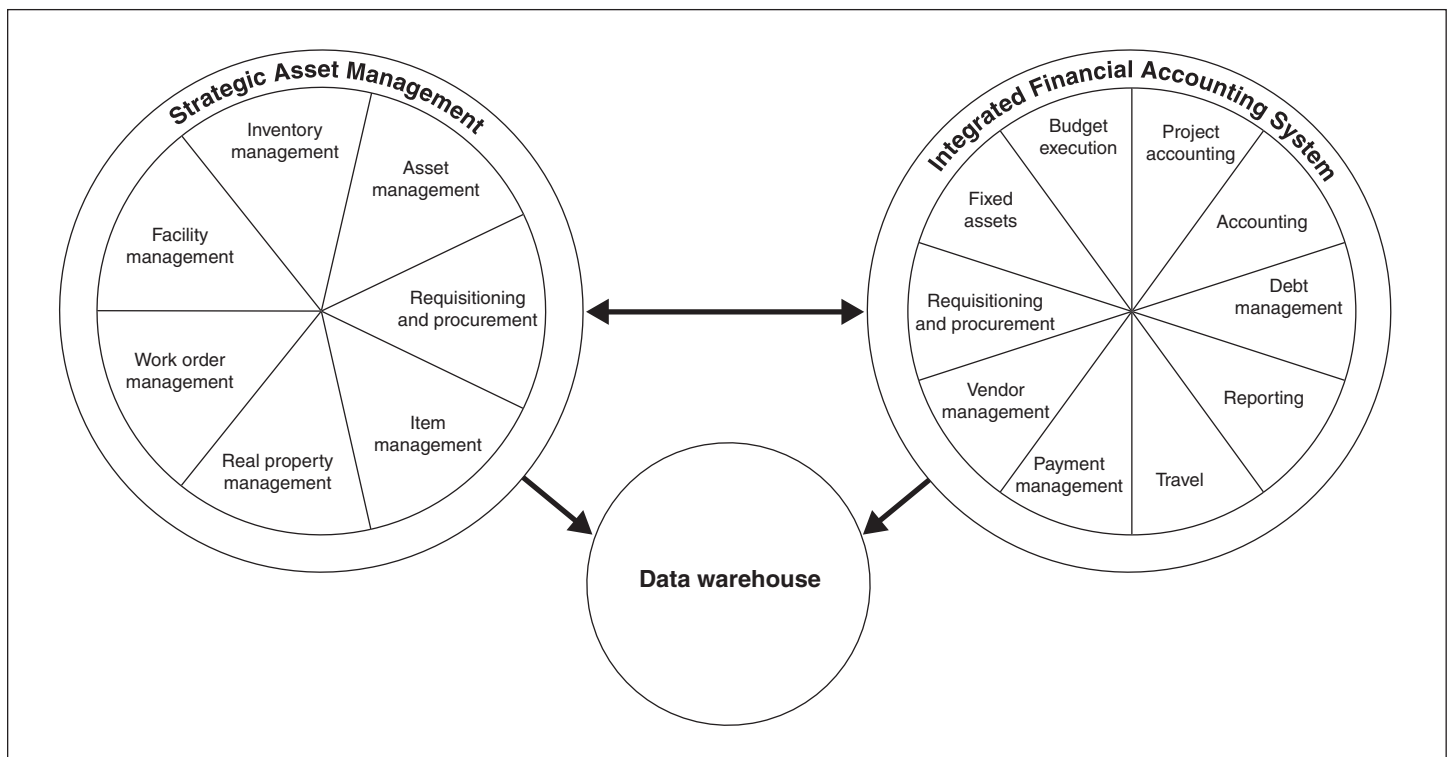 Strategic Asset Management
Inventory
management
Asset
management
Facility
management
Requisitioning
and procurement
Work order
management
Item
management
Real property
management
Integrated Financial Accounting System
Budget
execution
Project
accounting
Fixed
assets
Accounting
Requisitioning
and procurement
Debt
management
Vendor
management
Reporting
Payment
management
Travel
Data warehouse